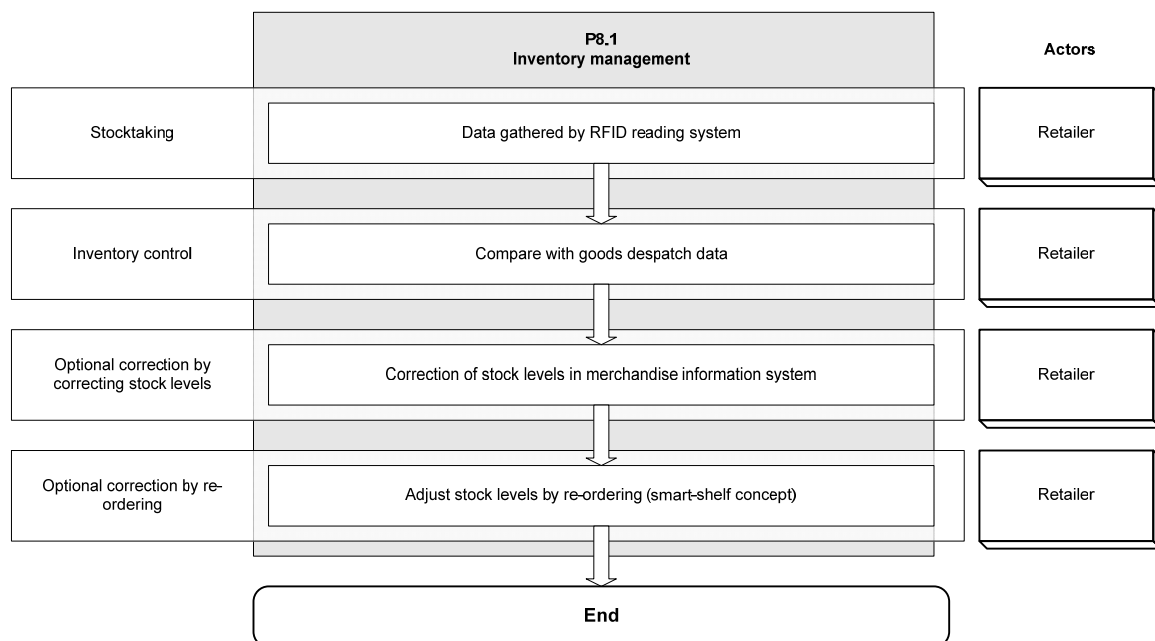 P8.1
Inventory management
Actors
Stocktaking
Data gathered by RFID reading system
Retailer
Inventory control
Compare with goods despatch data
Retailer
Optional correction by
correcting stock levels
Correction of stock levels in merchandise information system
Retailer
Optional correction by re-
ordering
Adjust stock levels by re-ordering (smart-shelf concept)
Retailer
End